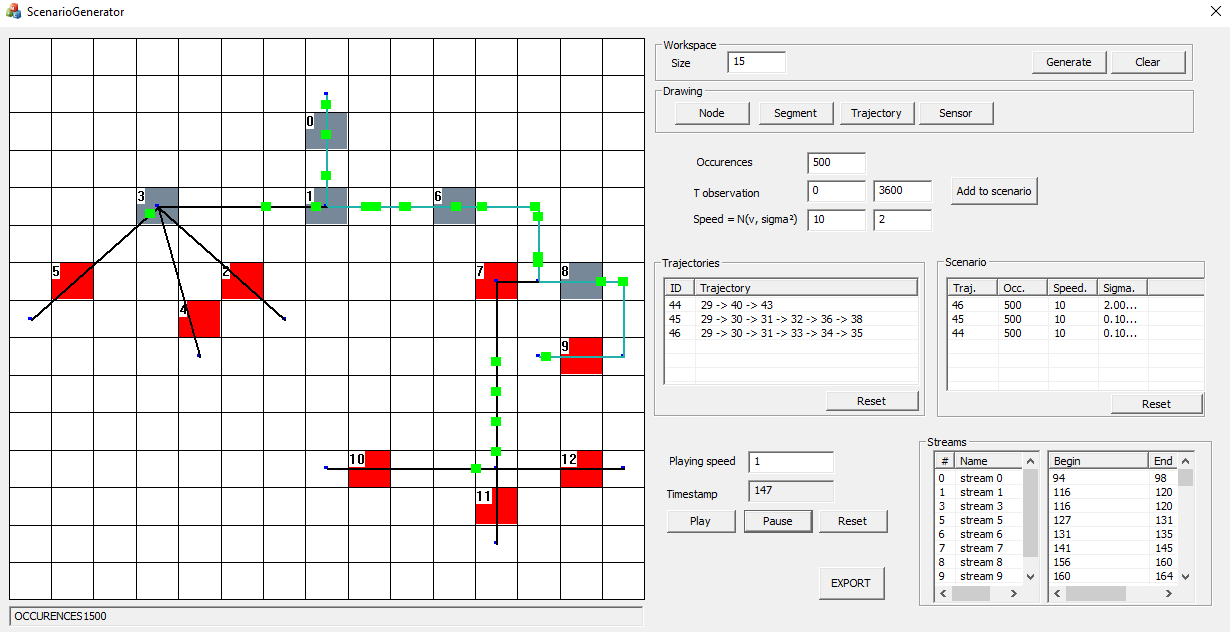 ScenarioGenerator
0
3
1
6
5
2
7
8
4
9
10
12
11
OCCURENCES1500
Workspace
Size 15 Generate Clear
Drawing
Node Segment Trajectory Sensor
Occurences 500
T observation 0 3600 Add to scenario
Speed = N(v, sigma²) 10 2
Trajectories
ID Trajectory
44 29 -> 40 -> 43
45 29 -> 30 -> 31 -> 32 -> 36 -> 38
46 29 -> 30 -> 31 -> 33 -> 34 -> 35
Reset
Scenario
Traj. Occ. Speed. Sigma.
46 500 10 2.00...
45 500 10 0.10...
44 500 10 0.10...
Reset
Playing speed 1
Timestamp 147
Play Pause Reset
EXPORT
Streams
# Name
0 stream 0
1 stream 1
3 stream 3
5 stream 5
6 stream 6
7 stream 7
8 stream 8
9 stream 9
Begin End
94 98
116 120
116 120
127 131
131 135
141 145
156 160
160 164